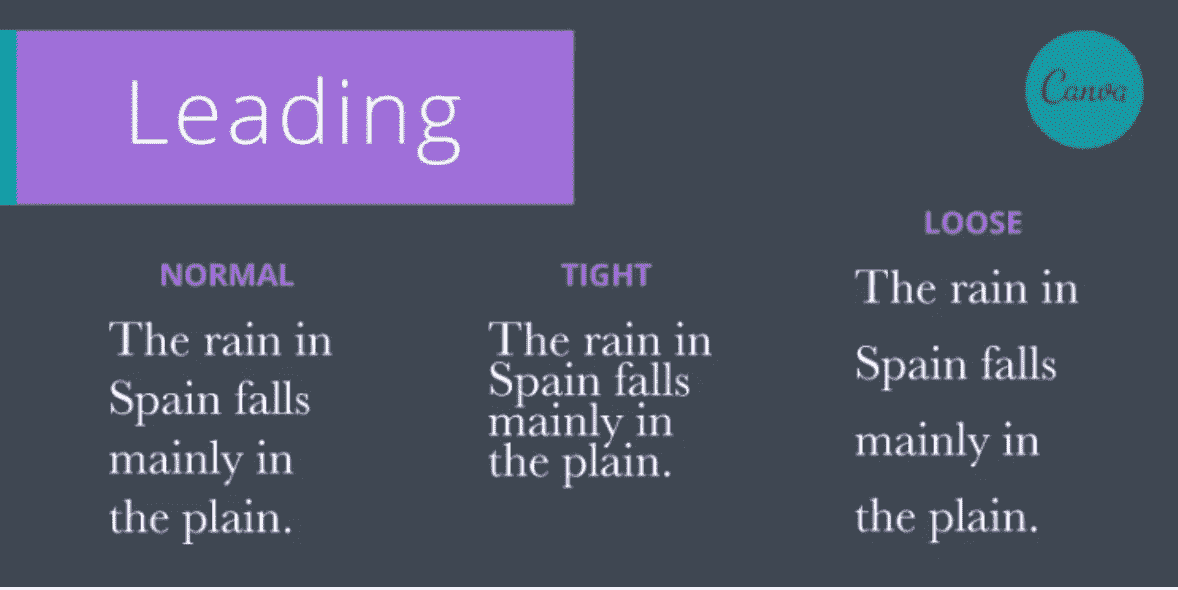 Leading
Canva
NORMAL
The rain in
Spain falls
mainly in
the plain.
TIGHT
The rain in
Spain falls
mainly in
the plain.
LOOSE
The rain in
Spain falls
mainly in
the plain.